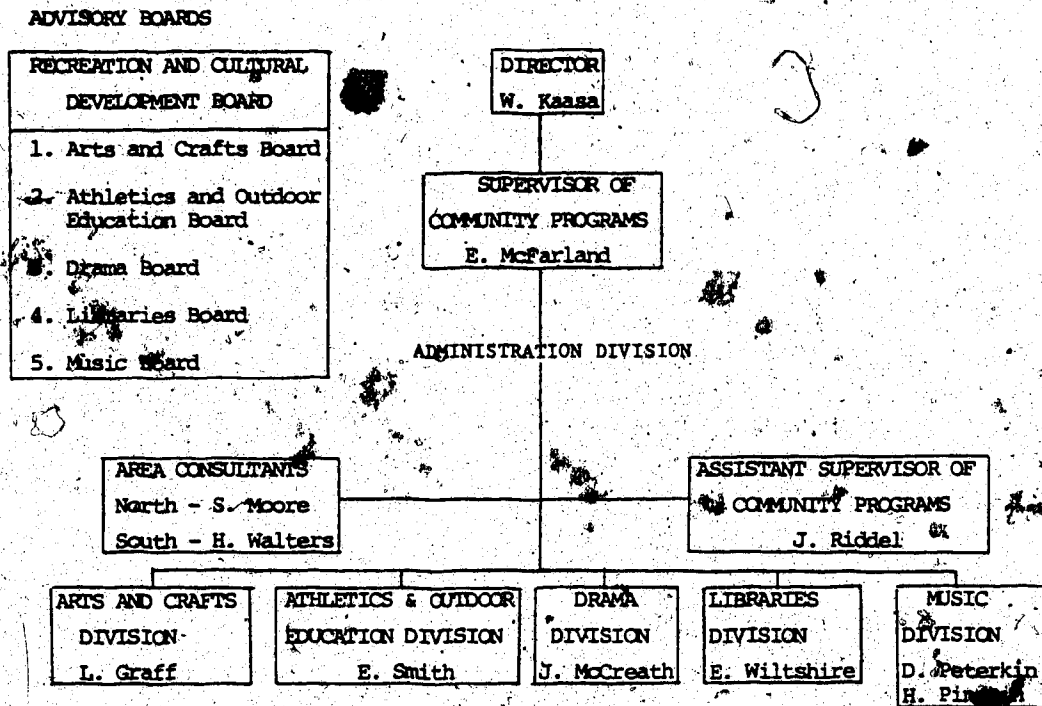 ADVISORY BOARDS
RECREATION AND CULTURAL
DEVELOPMENT BOARD
1. Arts and Crafts Board
2. Athletics and Outdoor
Education Board
3. Drama Board
4. Libraries Board
5. Music Board
DIRECTOR
W. Kaasa
SUPERVISOR OF
COMMUNITY PROGRAMS
E. McFarland
ADMINISTRATION DIVISION
AREA CONSULTANTS
North - S. Moore
South - H. Walters
ASSISTANT SUPERVISOR OF
COMMUNITY PROGRAMS
J. Riddel
ARTS AND CRAFTS
DIVISION
L. Graff
ATHLETICS & OUTDOOR
EDUCATION DIVISION
E. Smith
DRAMA
DIVISION
J. McCreath
LIBRARIES
DIVISION
E. Wiltshire
MUSIC
DIVISION
D. Peterkin
H.